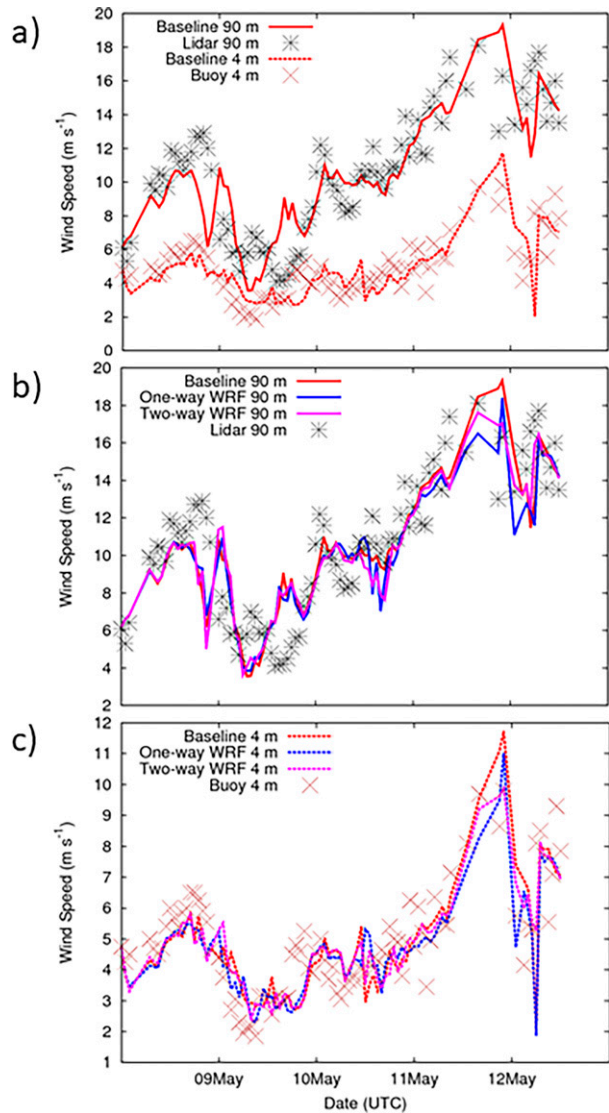 a)
Baseline 90 m
Lidar 90 m
Baseline 4 m
Buoy 4 m
Wind Speed (m s-1)
20
18
16
14
12
10
8
6
4
2
0
b)
Baseline 90 m
One-way WRF 90 m
Two-way WRF 90 m
Lidar 90 m
Wind Speed (m s-1)
20
18
16
14
12
10
8
6
4
2
c)
Baseline 4 m
One-way WRF 4 m
Two-way WRF 4 m
Buoy 4 m
Wind Speed (m s-1)
12
11
10
9
8
7
6
5
4
3
2
1
09May 10May 11May 12May
Date (UTC)